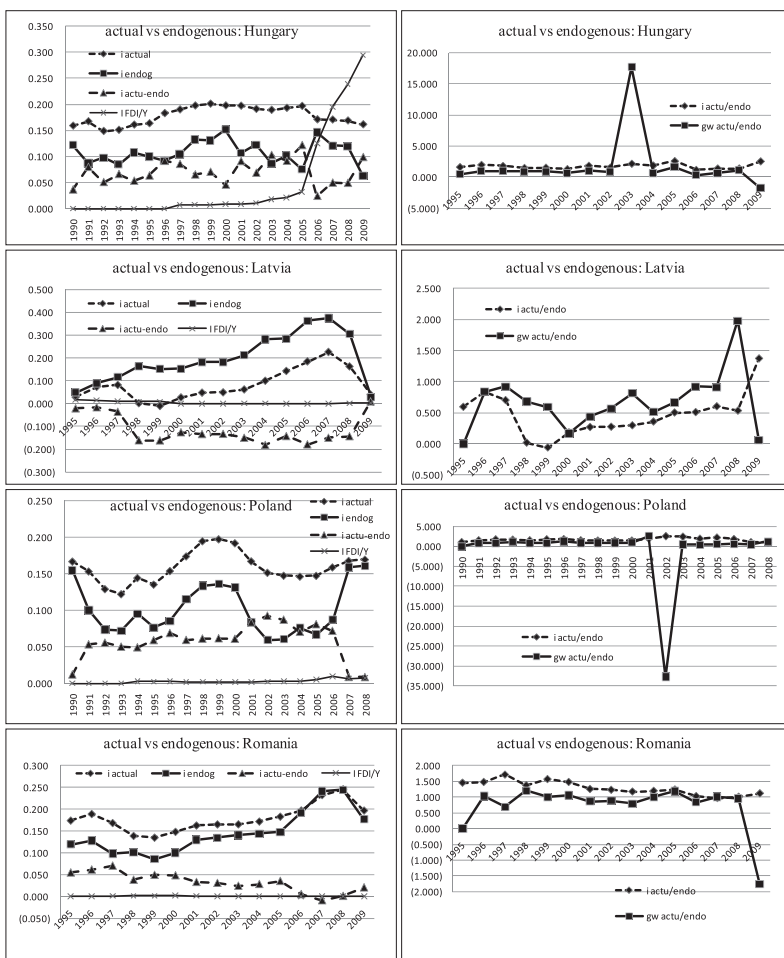 actual vs endogenous: Hungary
0.350
0.300
0.250
0.200
0.150
0.100
0.050
0.000
i actual
i endog
i actu-endo
I FDI/Y
1990 1991 1992 1993 1994 1995 1996 1997 1998 1999 2000 2001 2002 2003 2004 2005 2006 2007 2008 2009
actual vs endogenous: Hungary
20.000
15.000
10.000
5.000
0.000
(5.000)
i actu/endo
gw actu/endo
1995 1996 1997 1998 1999 2000 2001 2002 2003 2004 2005 2006 2007 2008 2009
actual vs endogenous: Latvia
0.500
0.400
0.300
0.200
0.100
0.000
(0.100)
(0.200)
(0.300)
i actual i endog
i actu-endo I FDI/Y
1995 1996 1997 1998 1999 2000 2001 2002 2003 2004 2005 2006 2007 2008 2009
actual vs endogenous: Latvia
2.500
2.000
1.500
1.000
0.500
0.000
(0.500)
i actu/endo
gw actu/endo
1995 1996 1997 1998 1999 2000 2001 2002 2003 2004 2005 2006 2007 2008 2009
actual vs endogenous: Poland
0.250
0.200
0.150
0.100
0.050
0.000
i actual
i endog
i actu-endo
I FDI/Y
1990 1991 1992 1993 1994 1995 1996 1997 1998 1999 2000 2001 2002 2003 2004 2005 2006 2007 2008
actual vs endogenous: Poland
5.000
0.000
(5.000)
(10.000)
(15.000)
(20.000)
(25.000)
(30.000)
(35.000)
1990 1991 1992 1993 1994 1995 1996 1997 1998 1999 2000 2001 2002 2003 2004 2005 2006 2007 2008
i actu/endo
gw actu/endo
actual vs endogenous: Romania
0.300
0.250
0.200
0.150
0.100
0.050
0.000
(0.050)
i actual i endog i actu-endo I FDI/Y
1995 1996 1997 1998 1999 2000 2001 2002 2003 2004 2005 2006 2007 2008 2009
actual vs endogenous: Romania
2.000
1.500
1.000
0.500
0.000
(0.500)
(1.000)
(1.500)
(2.000)
1995 1996 1997 1998 1999 2000 2001 2002 2003 2004 2005 2006 2007 2008 2009
i actu/endo
gw actu/endo